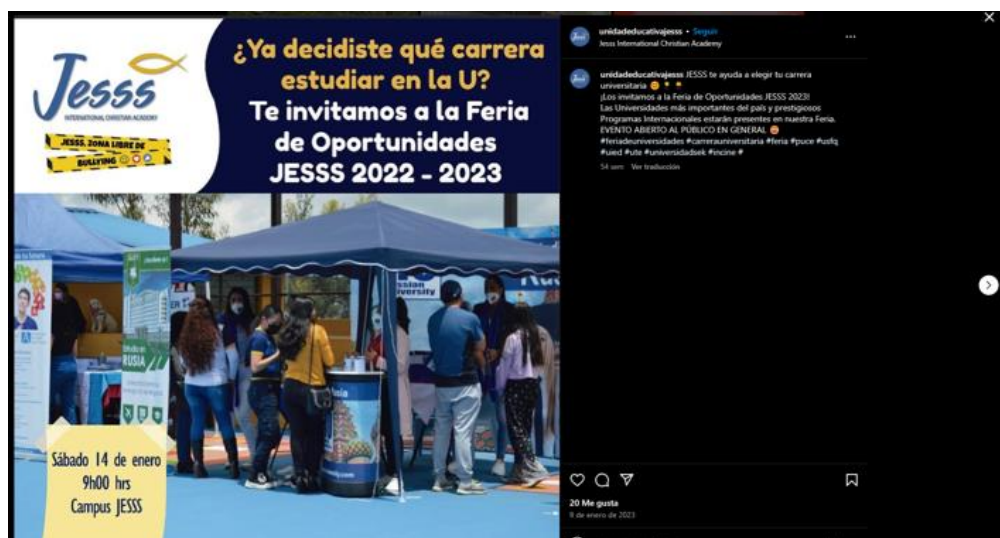 Jesss
INTERNATIONAL CHRISTIAN ACADEMY
JESSS, ZONA LIBRE DE
BULLYING
¿Ya decidiste qué carrera
estudiar en la U?
Te invitamos a la Feria
de Oportunidades
JESSS 2022 - 2023
RUSIA
Sábado 14 de enero
9h00 hrs
Campus JESSS
unidadeducativajesss • Seguir
Jesss International Christian Academy
unidadeducativajesss JESSS te ayuda a elegir tu carrera
universitaria
¡Los invitamos a la Feria de Oportunidades JESSS 2023!
Las Universidades más importantes del país y prestigiosos
Programas Internacionales estarán presentes en nuestra Feria.
EVENTO ABIERTO AL PÚBLICO EN GENERAL
#feriadeuniversidades #carrerauniversitaria #feria #puce #usfq
#uied #ute #universidadsek #incine #
54 sem Ver traducción
20 Me gusta
9 de enero de 2023